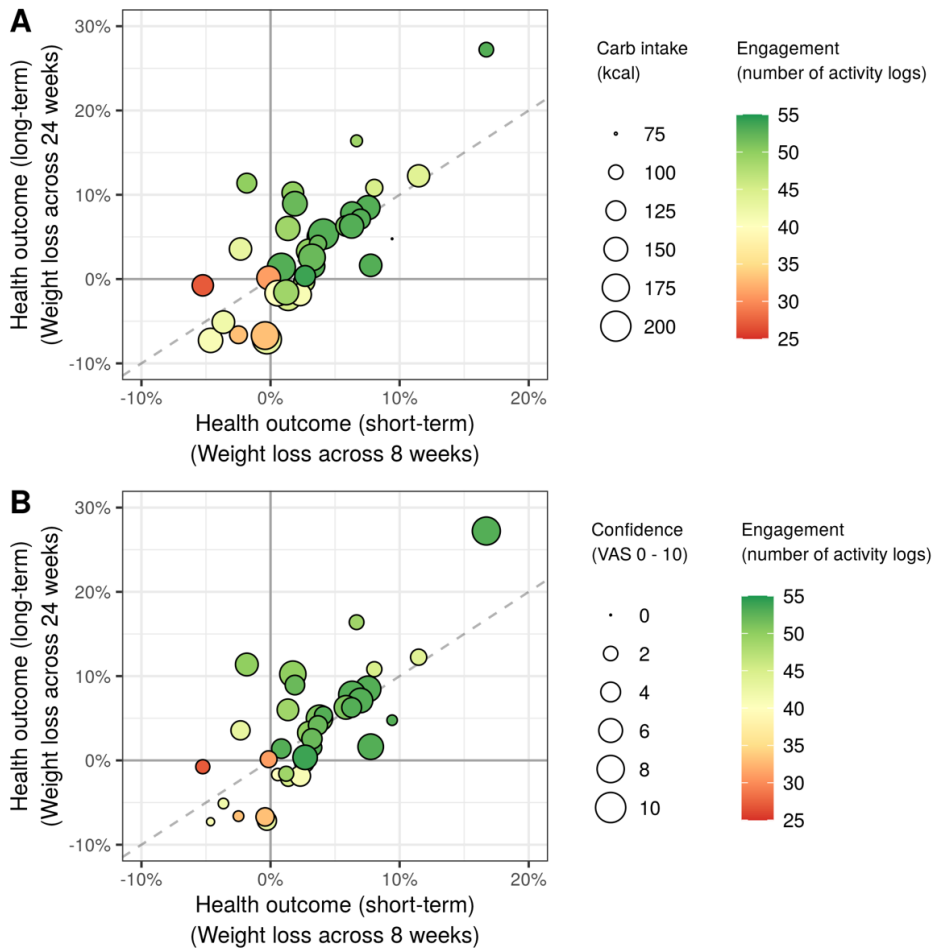 A
30%
20%
10%
0%
-10%
Health outcome (long-term)
(Weight loss across 24 weeks)
-10%
0%
10%
20%
Health outcome (short-term)
(Weight loss across 8 weeks)
Carb intake
(kcal)
75
100
125
150
175
200
Engagement
(number of activity logs)
55
50
45
40
35
30
25
B
30%
20%
10%
0%
-10%
Health outcome (long-term)
(Weight loss across 24 weeks)
-10%
0%
10%
20%
Health outcome (short-term)
(Weight loss across 8 weeks)
Confidence
(VAS 0 - 10)
0
2
4
6
8
10
Engagement
(number of activity logs)
55
50
45
40
35
30
25